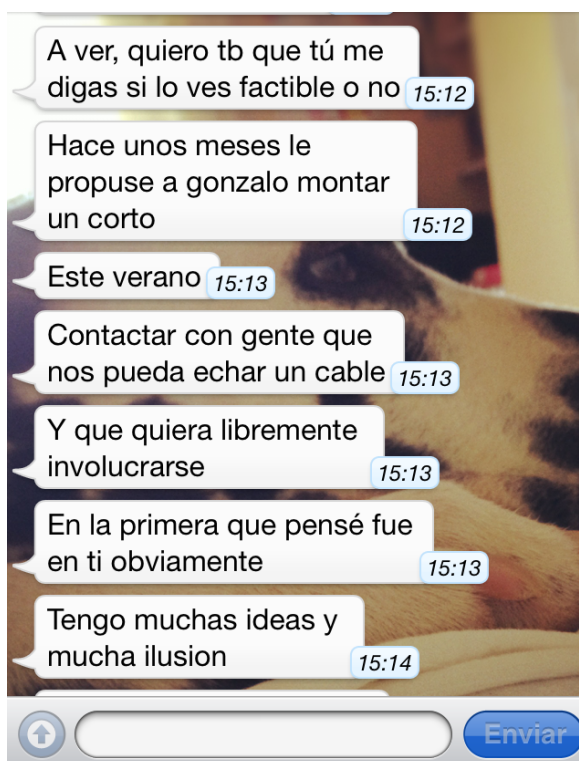 A ver, quiero tb que tú me
digas si lo ves factible o no 15:12
Hace unos meses le
propuse a gonzalo montar
un corto 15:12
Este verano 15:13
Contactar con gente que
nos pueda echar un cable 15:13
Y que quiera libremente
involucrarse 15:13
En la primera que pensé fue
en ti obviamente 15:13
Tengo muchas ideas y
mucha ilusion 15:14
Enviar